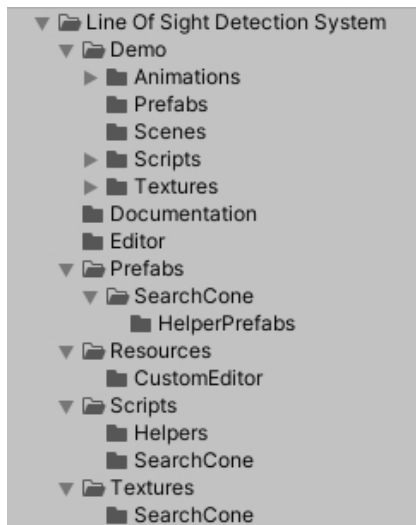 Line Of Sight Detection System
Demo
Animations
Prefabs
Scenes
Scripts
Textures
Documentation
Editor
Prefabs
SearchCone
HelperPrefabs
Resources
CustomEditor
Scripts
Helpers
SearchCone
Textures
SearchCone